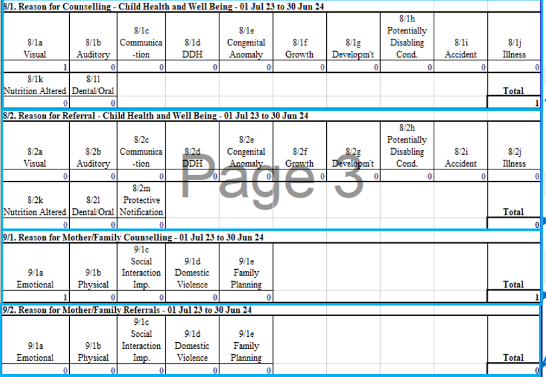 8/1. Reason for Counselling - Child Health and Well Being - 01 Jul 23 to 30 Jun 24
8/1a Visual 8/1b Auditory 8/1c Communica -tion 8/1d DDH 8/1e Congenital Anomaly 8/1f Growth 8/1g Developm't 8/1h Potentially Disabling Cond. 8/1i Accident 8/1j Illness
1 0 0 0 0 0 0 0 0 0
8/1k Nutrition Altered 8/1l Dental/Oral Total
0 0 1
8/2. Reason for Referral - Child Health and Well Being - 01 Jul 23 to 30 Jun 24
8/2a Visual 8/2b Auditory 8/2c Communica -tion 8/2d DDH 8/2e Congenital Anomaly 8/2f Growth 8/2g Developm't 8/2h Potentially Disabling Cond. 8/2i Accident 8/2j Illness
0 0 0 0 0 0 0 0 0 0
Page 3
8/2k Nutrition Altered 8/2l Dental/Oral 8/2m Protective Notification Total
0 0 0 0
9/1. Reason for Mother/Family Counselling - 01 Jul 23 to 30 Jun 24
9/1a Emotional 9/1b Physical 9/1c Social Interaction Imp. 9/1d Domestic Violence 9/1e Family Planning Total
1 0 0 0 0 1
9/2. Reason for Mother/Family Referrals - 01 Jul 23 to 30 Jun 24
9/1a Emotional 9/1b Physical 9/1c Social Interaction Imp. 9/1d Domestic Violence 9/1e Family Planning Total
0 0 0 0 0 0